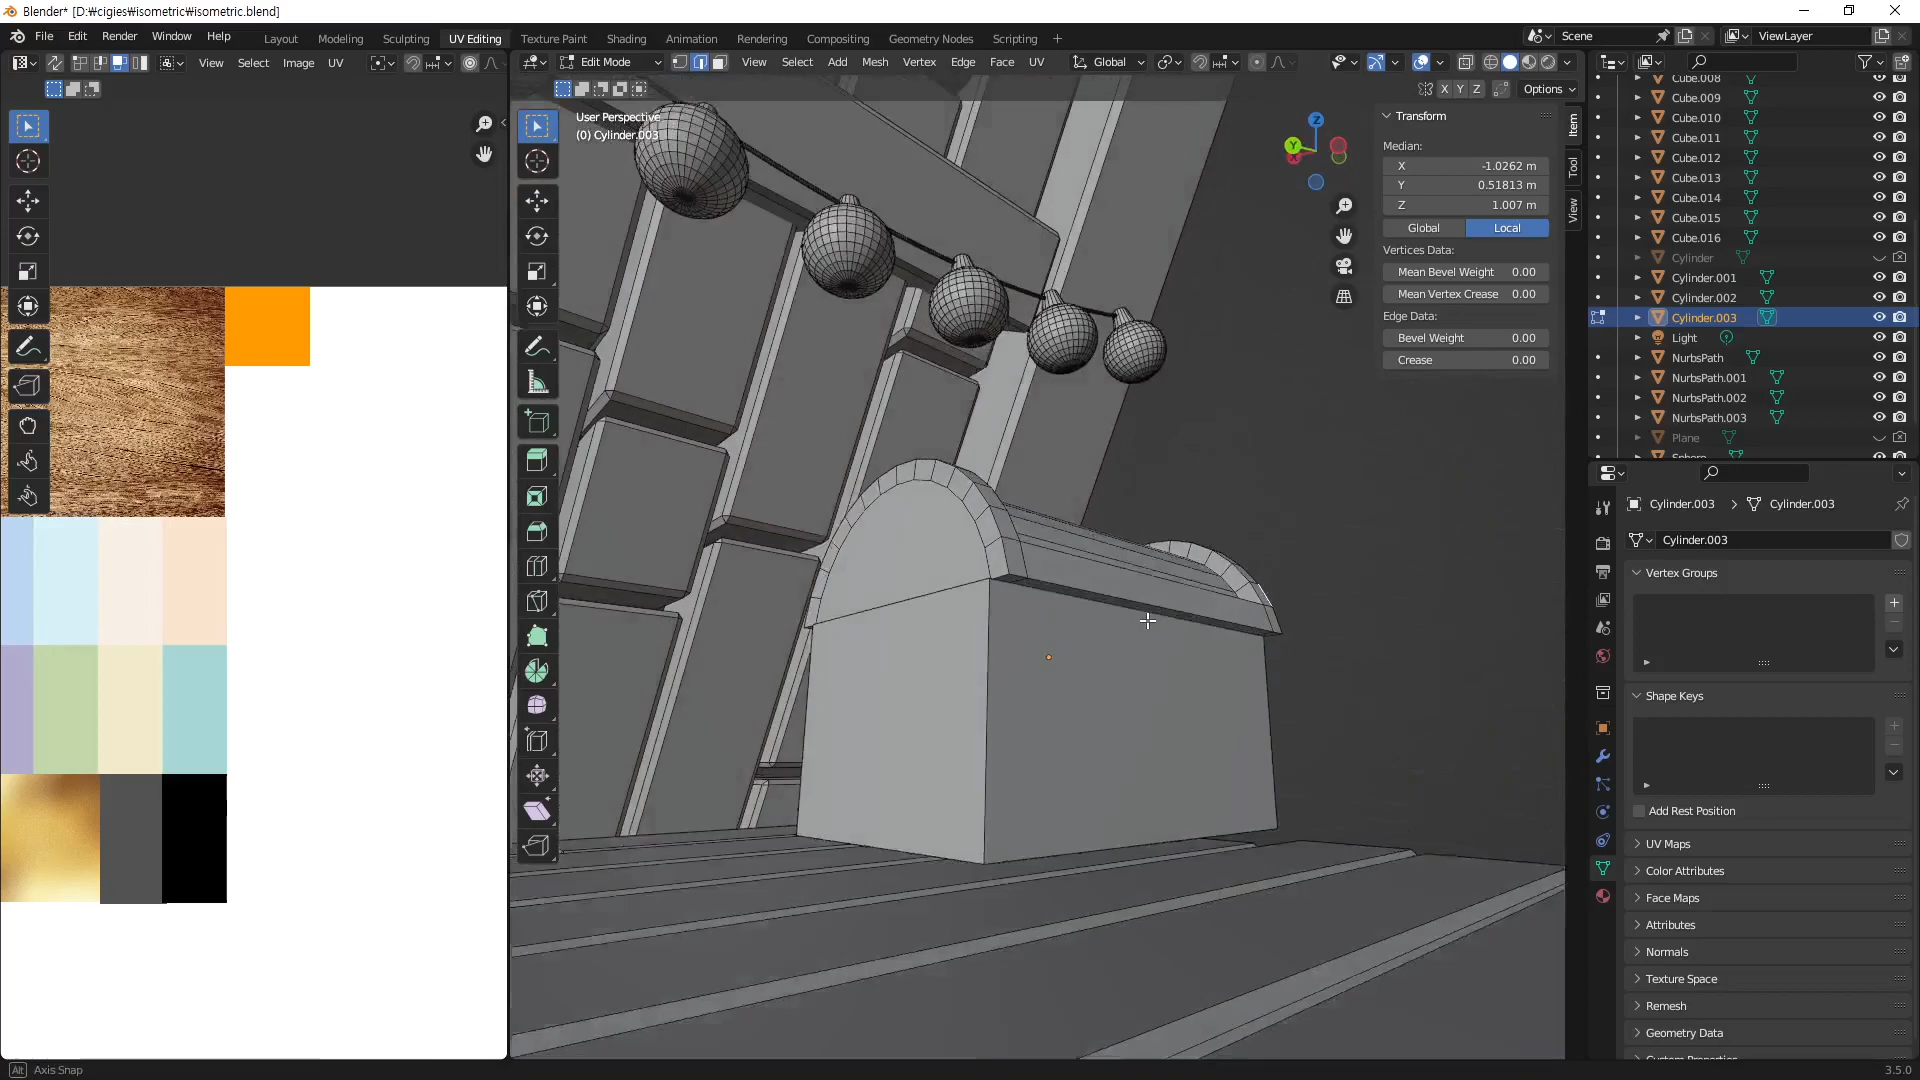 Blender* [D:₩cigies₩isometric₩isometric.blend]
File Edit Render Window Help Layout Modeling Sculpting UV Editing Texture Paint Shading Animation Rendering Compositing Geometry Nodes Scripting Scene ViewLayer
View Select Image UV
Edit Mode View Select Add Mesh Vertex Edge Face UV Global
X Y Z Options
User Perspective
(0) Cylinder.003
Transform
Median:
X -1.0262 m
Y 0.51813 m
Z 1.007 m
Global Local
Vertices Data:
Mean Bevel Weight 0.00
Mean Vertex Crease 0.00
Edge Data:
Bevel Weight 0.00
Crease 0.00
Item
Tool
View
Z
Y
X
Cube.008
Cube.009
Cube.010
Cube.011
Cube.012
Cube.013
Cube.014
Cube.015
Cube.016
Cylinder
Cylinder.001
Cylinder.002
Cylinder.003
Light
NurbsPath
NurbsPath.001
NurbsPath.002
NurbsPath.003
Plane
Sphere
Cylinder.003 Cylinder.003
Cylinder.003
Vertex Groups
Shape Keys
Add Rest Position
UV Maps
Color Attributes
Face Maps
Attributes
Normals
Texture Space
Remesh
Geometry Data
Custom Properties
Alt Axis Snap
3.5.0